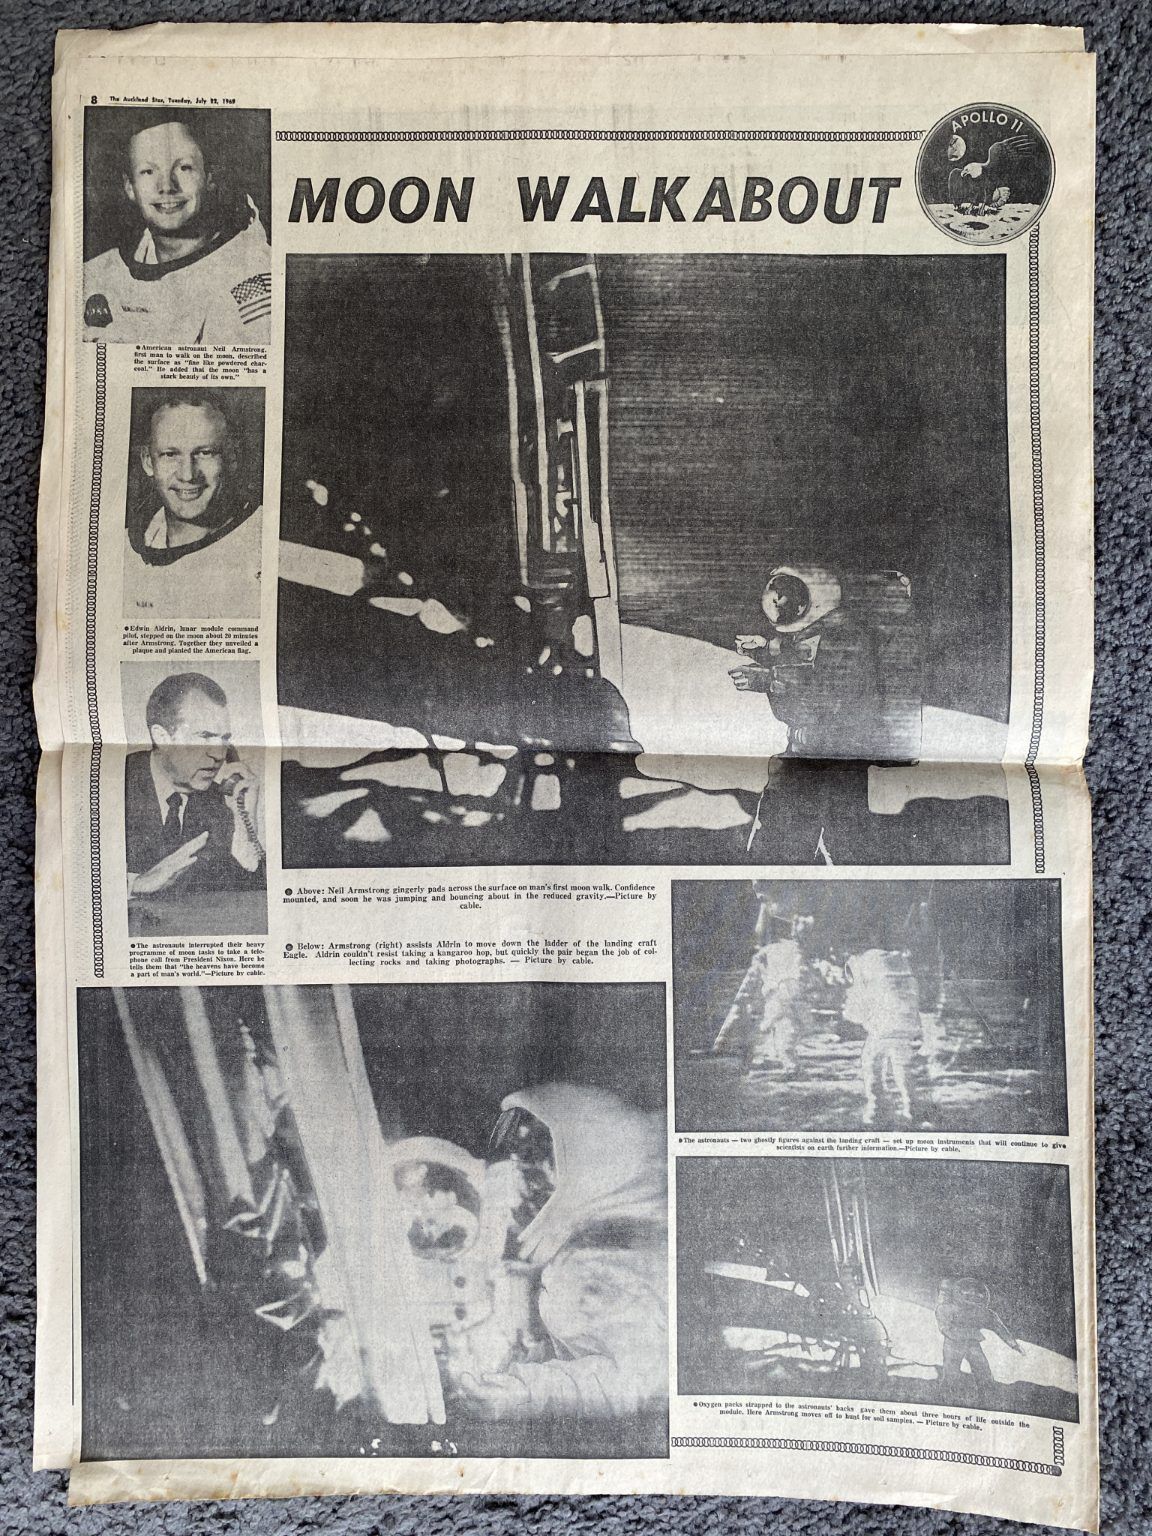 8 The Auckland Star, Tuesday, July 22, 1969
MOON WALKABOUT
APOLLO 11
● American astronaut Neil Armstrong,
first man to walk on the moon, described
the surface as "fine like powdered char-
coal." He added that the moon "has a
stark beauty of its own."
● Edwin Aldrin, lunar module command
pilot, stepped on the moon about 20 minutes
after Armstrong. Together they unveiled a
plaque and planted the American flag.
● The astronauts interrupted their heavy
programme of moon tasks to take a tele-
phone call from President Nixon. Here he
tells them that "the heavens have become
a part of man's world."—Picture by cable.
● Above: Neil Armstrong gingerly pads across the surface on man's first moon walk. Confidence
mounted, and soon he was jumping and bouncing about in the reduced gravity.—Picture by
cable.
● Below: Armstrong (right) assists Aldrin to move down the ladder of the landing craft
Eagle. Aldrin couldn't resist taking a kangaroo hop, but quickly the pair began the job of col-
lecting rocks and taking photographs. — Picture by cable.
● The astronauts — two ghostly figures against the landing craft — set up moon instruments that will continue to give
scientists on earth further information.—Picture by cable.
● Oxygen packs strapped to the astronauts' backs gave them about three hours of life outside the
module. Here Armstrong moves off to hunt for soil samples. — Picture by cable.